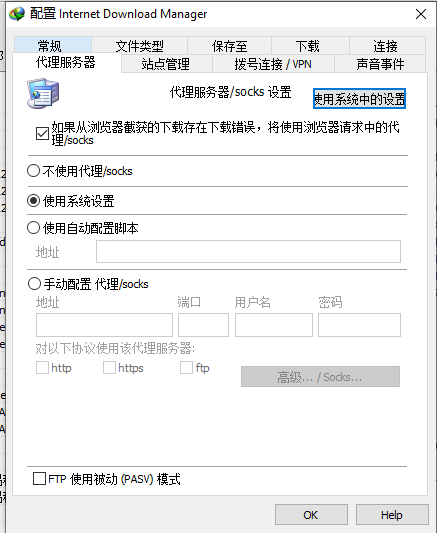 配置 Internet Download Manager
常规 文件类型 保存至 下载 连接
代理服务器 站点管理 拨号连接 / VPN 声音事件
代理服务器/socks 设置
使用系统中的设置
如果从浏览器截获的下载存在下载错误，将使用浏览器请求中的代
理/socks
不使用代理/socks
使用系统设置
使用自动配置脚本
地址
手动配置 代理/socks
地址 端口 用户名 密码
对以下协议使用该代理服务器:
http https ftp
高级... / Socks...
FTP 使用被动 (PASV) 模式
OK Help